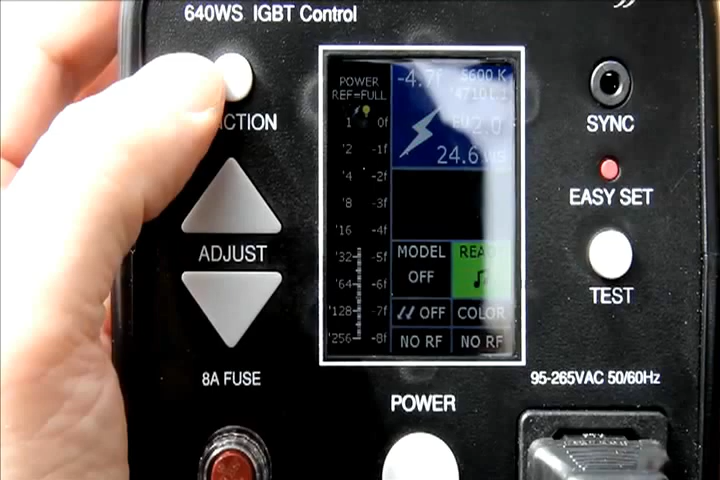 640WS IGBT Control
NCTION
ADJUST
8A FUSE
POWER
SYNC
EASY SET
TEST
95-265VAC 50/60Hz
POWER
REF-FULL
1 0f
'2 -1f
'4 -2f
'8 -3f
'16 -4f
'32 -5f
'64 -6f
'128 -7f
'256 -8f
-4.7f 5600 K
2.0
24.6 WS
MODEL
OFF
OFF COLOR
NO RF NO RF